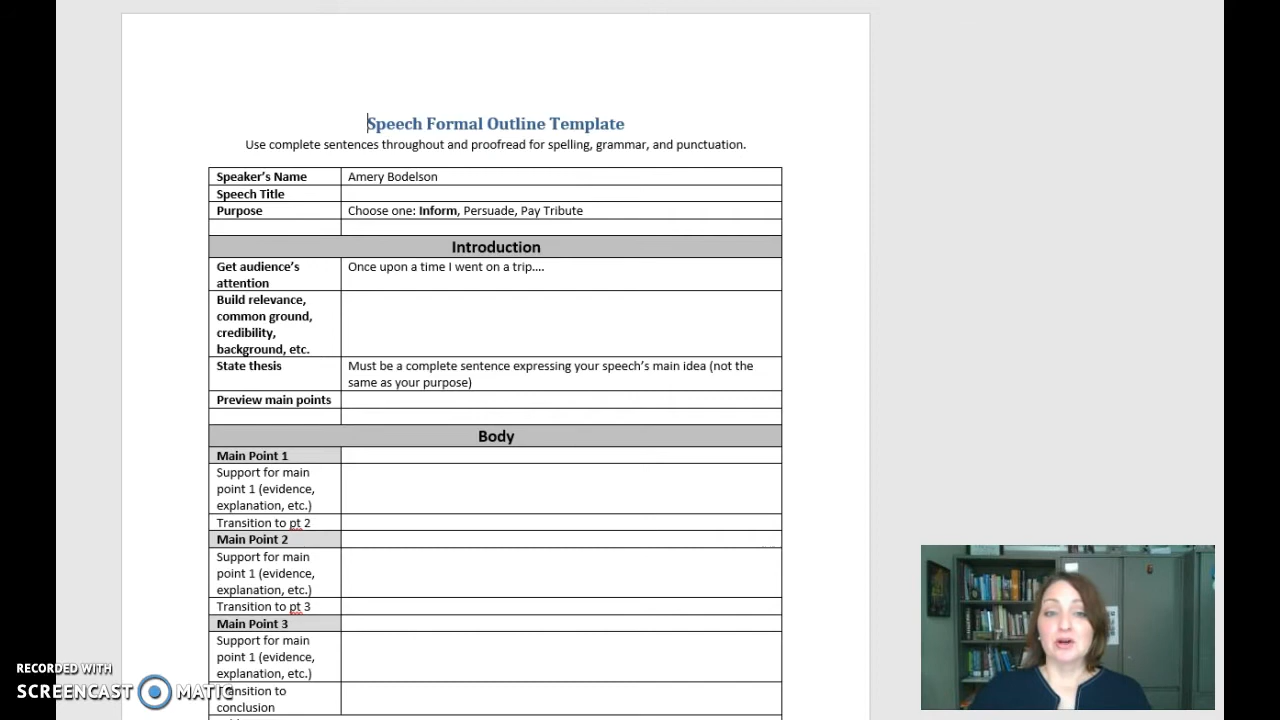 Speech Formal Outline Template
Use complete sentences throughout and proofread for spelling, grammar, and punctuation.
Speaker's Name Amery Bodelson
Speech Title
Purpose Choose one: Inform, Persuade, Pay Tribute
Introduction
Get audience's Once upon a time I went on a trip....
attention
Build relevance,
common ground,
credibility,
background, etc.
State thesis Must be a complete sentence expressing your speech's main idea (not the
same as your purpose)
Preview main points
Body
Main Point 1
Support for main
point 1 (evidence,
explanation, etc.)
Transition to pt 2
Main Point 2
Support for main
point 1 (evidence,
explanation, etc.)
Transition to pt 3
Main Point 3
Support for main
point 1 (evidence,
explanation, etc.)
Transition to
conclusion
RECORDED WITH
SCREENCAST MATIC